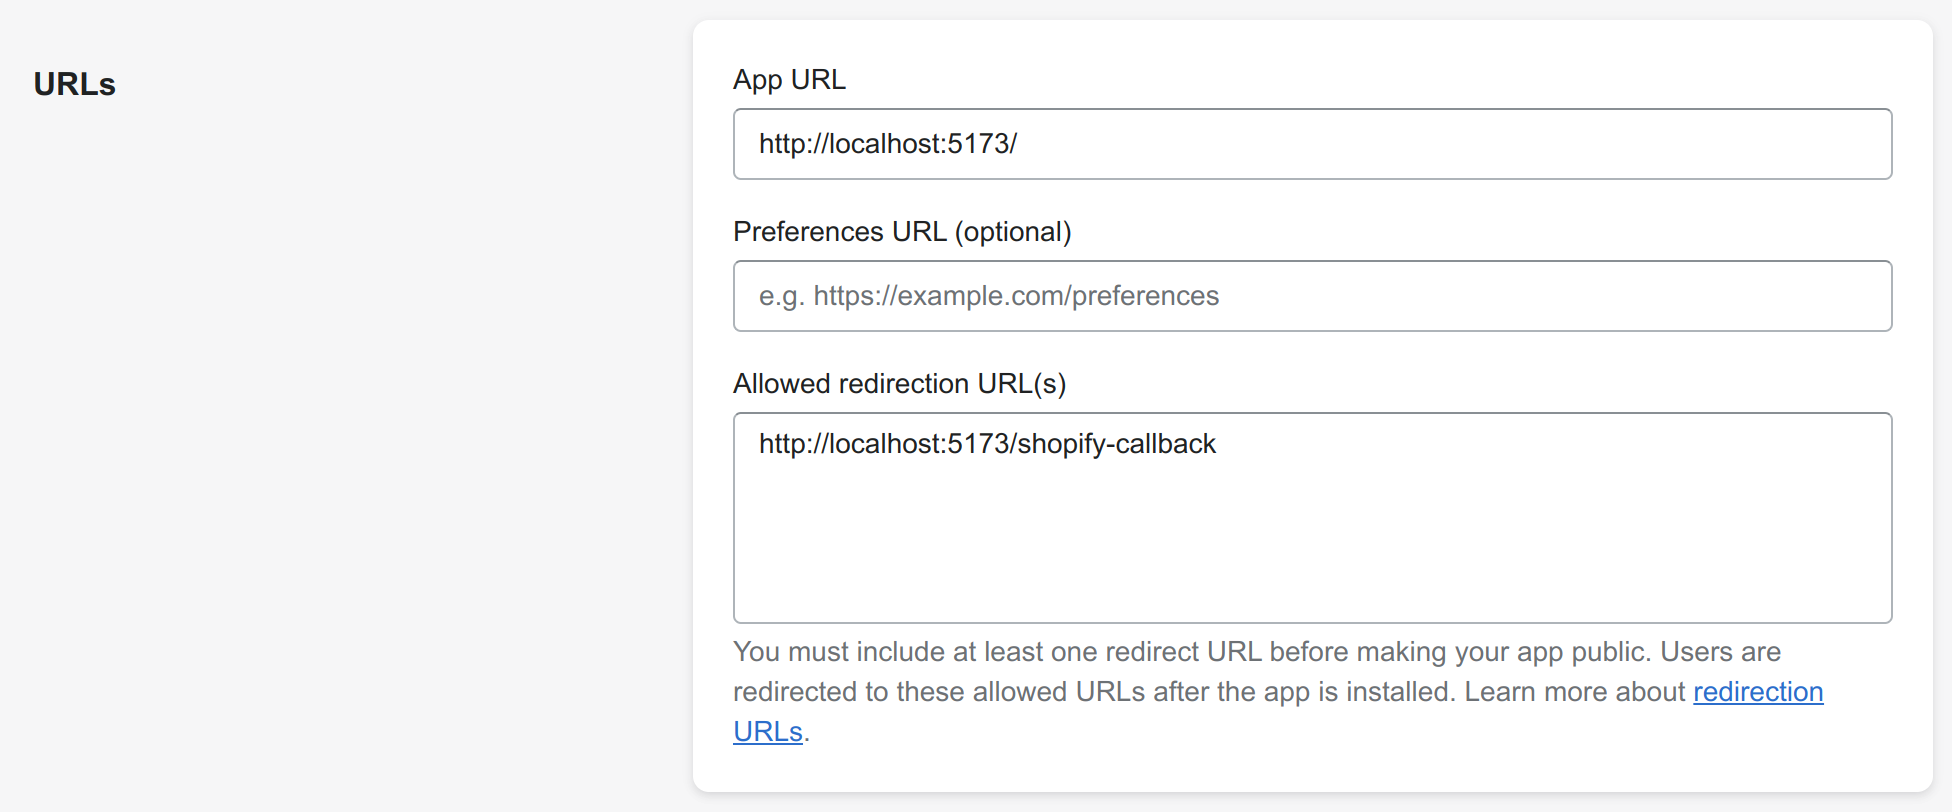 URLs
App URL
http://localhost:5173/
Preferences URL (optional)
e.g. https://example.com/preferences
Allowed redirection URL(s)
http://localhost:5173/shopify-callback
You must include at least one redirect URL before making your app public. Users are
redirected to these allowed URLs after the app is installed. Learn more about redirection
URLs.